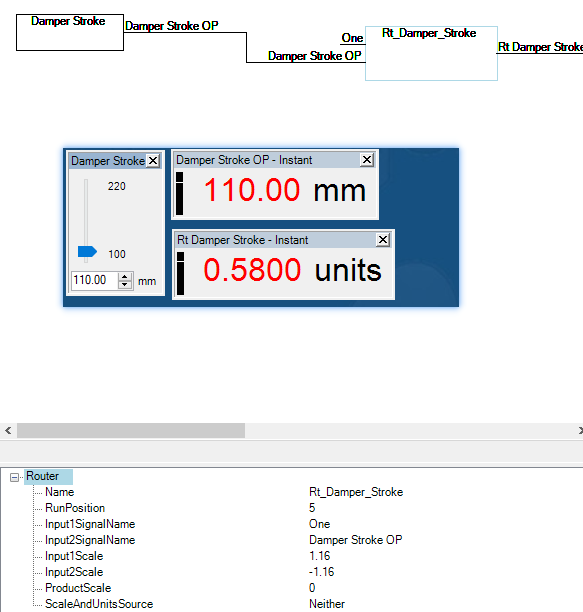 Damper Stroke
Damper Stroke OP
One
Damper Stroke OP
Rt_Damper_Stroke
Rt Damper Stroke
Damper Stroke
220
100
110.00 mm
Damper Stroke OP - Instant
110.00 mm
Rt Damper Stroke - Instant
0.5800 units
Router
Name Rt_Damper_Stroke
RunPosition 5
Input1SignalName One
Input2SignalName Damper Stroke OP
Input1Scale 1.16
Input2Scale -1.16
ProductScale 0
ScaleAndUnitsSource Neither